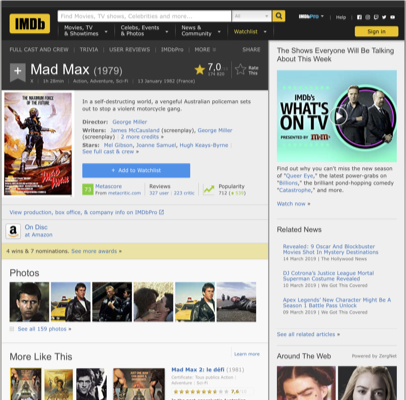 IMDb
Find Movies, TV shows, Celebrities and more...
All
IMDbPro
Help
Movies, TV & Showtimes
Celebs, Events & Photos
News & Community
Watchlist
Sign in
FULL CAST AND CREW | TRIVIA | USER REVIEWS | IMDbPro | MORE
SHARE
Mad Max (1979)
7,0
Rate This
1h 28min | Action, Adventure, Sci-Fi | 13 January 1982 (France)
In a self-destructing world, a vengeful Australian policeman sets
out to stop a violent motorcycle gang.
Director: George Miller
Writers: James McCausland (screenplay), George Miller
(screenplay) | 2 more credits »
Stars: Mel Gibson, Joanne Samuel, Hugh Keays-Byrne
See full cast & crew »
+ Add to Watchlist
Metascore
From metacritic.com
Reviews
327 user | 223 critic
Popularity
View production, box office, & company info on IMDbPro
On Disc
at Amazon
4 wins & 7 nominations. See more awards »
Photos
See all 159 photos »
More Like This
Learn more
Mad Max 2: le défi (1981)
Action | Adventure | Sci-Fi
7,6
The Shows Everyone Will Be Talking
About This Week
IMDb's
WHAT'S
ON TV
PRESENTED BY
Find out why you can't miss the new season
of "Queer Eye," the latest power-grabs on
"Billions," the brilliant pond-hopping comedy
"Catastrophe," and more.
Watch now »
Related News
Revealed: 9 Oscar And Blockbuster
Movies Shot In Mystery Destinations
14 March 2019 | The Hollywood News
DJ Cotrona's Justice League Mortal
Superman Costume Revealed
10 March 2019 | We Got This Covered
Apex Legends' New Character Might Be A
Season 1 Battle Pass Unlock
10 March 2019 | We Got This Covered
See all related articles »
Around The Web
Powered by ZergNet